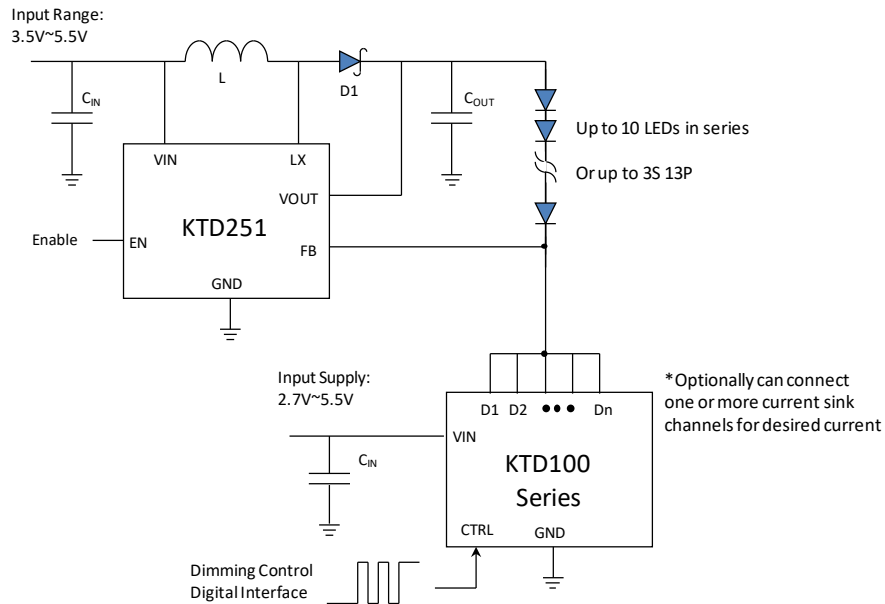 Input Range:
3.5V~5.5V
L
D1
CIN
COUT
Up to 10 LEDs in series
Or up to 3S 13P
VIN
LX
VOUT
KTD251
Enable
EN
FB
GND
Input Supply:
2.7V~5.5V
*Optionally can connect
one or more current sink
channels for desired current
D1 D2 ●●● Dn
VIN
CIN
KTD100
Series
CTRL
GND
Dimming Control
Digital Interface